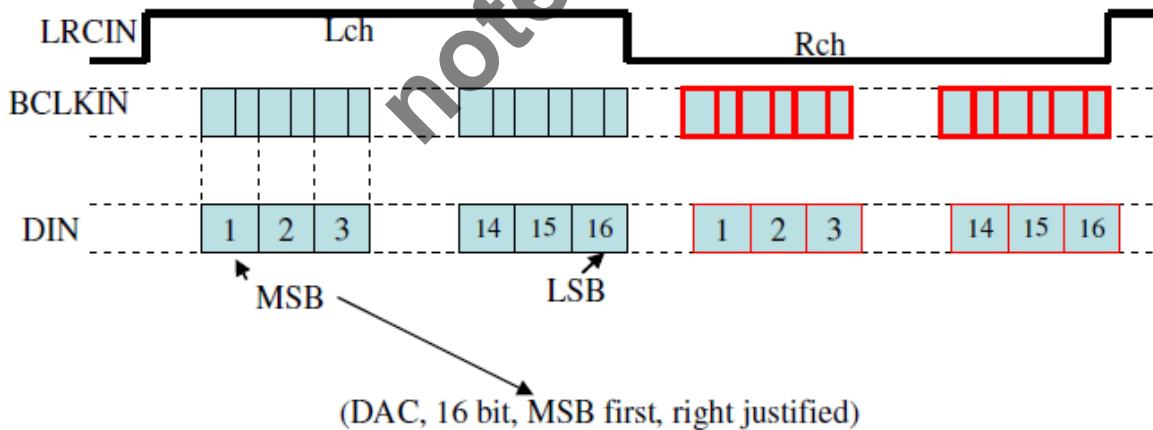 LRCIN Lch Rch
BCLKIN
DIN 1 2 3 14 15 16 1 2 3 14 15 16
MSB LSB
(DAC, 16 bit, MSB first, right justified)
note